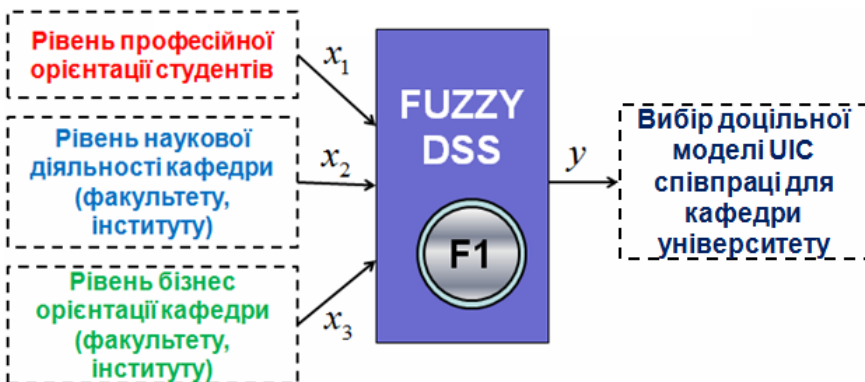 Рівень професійної
орієнтації студентів
x1
Рівень наукової
діяльності кафедри
(факультету,
інституту)
x2
Рівень бізнес
орієнтації кафедри
(факультету,
інституту)
x3
FUZZY
DSS
F1
y
Вибір доцільної
моделі UIC
співпраці для
кафедри
університету